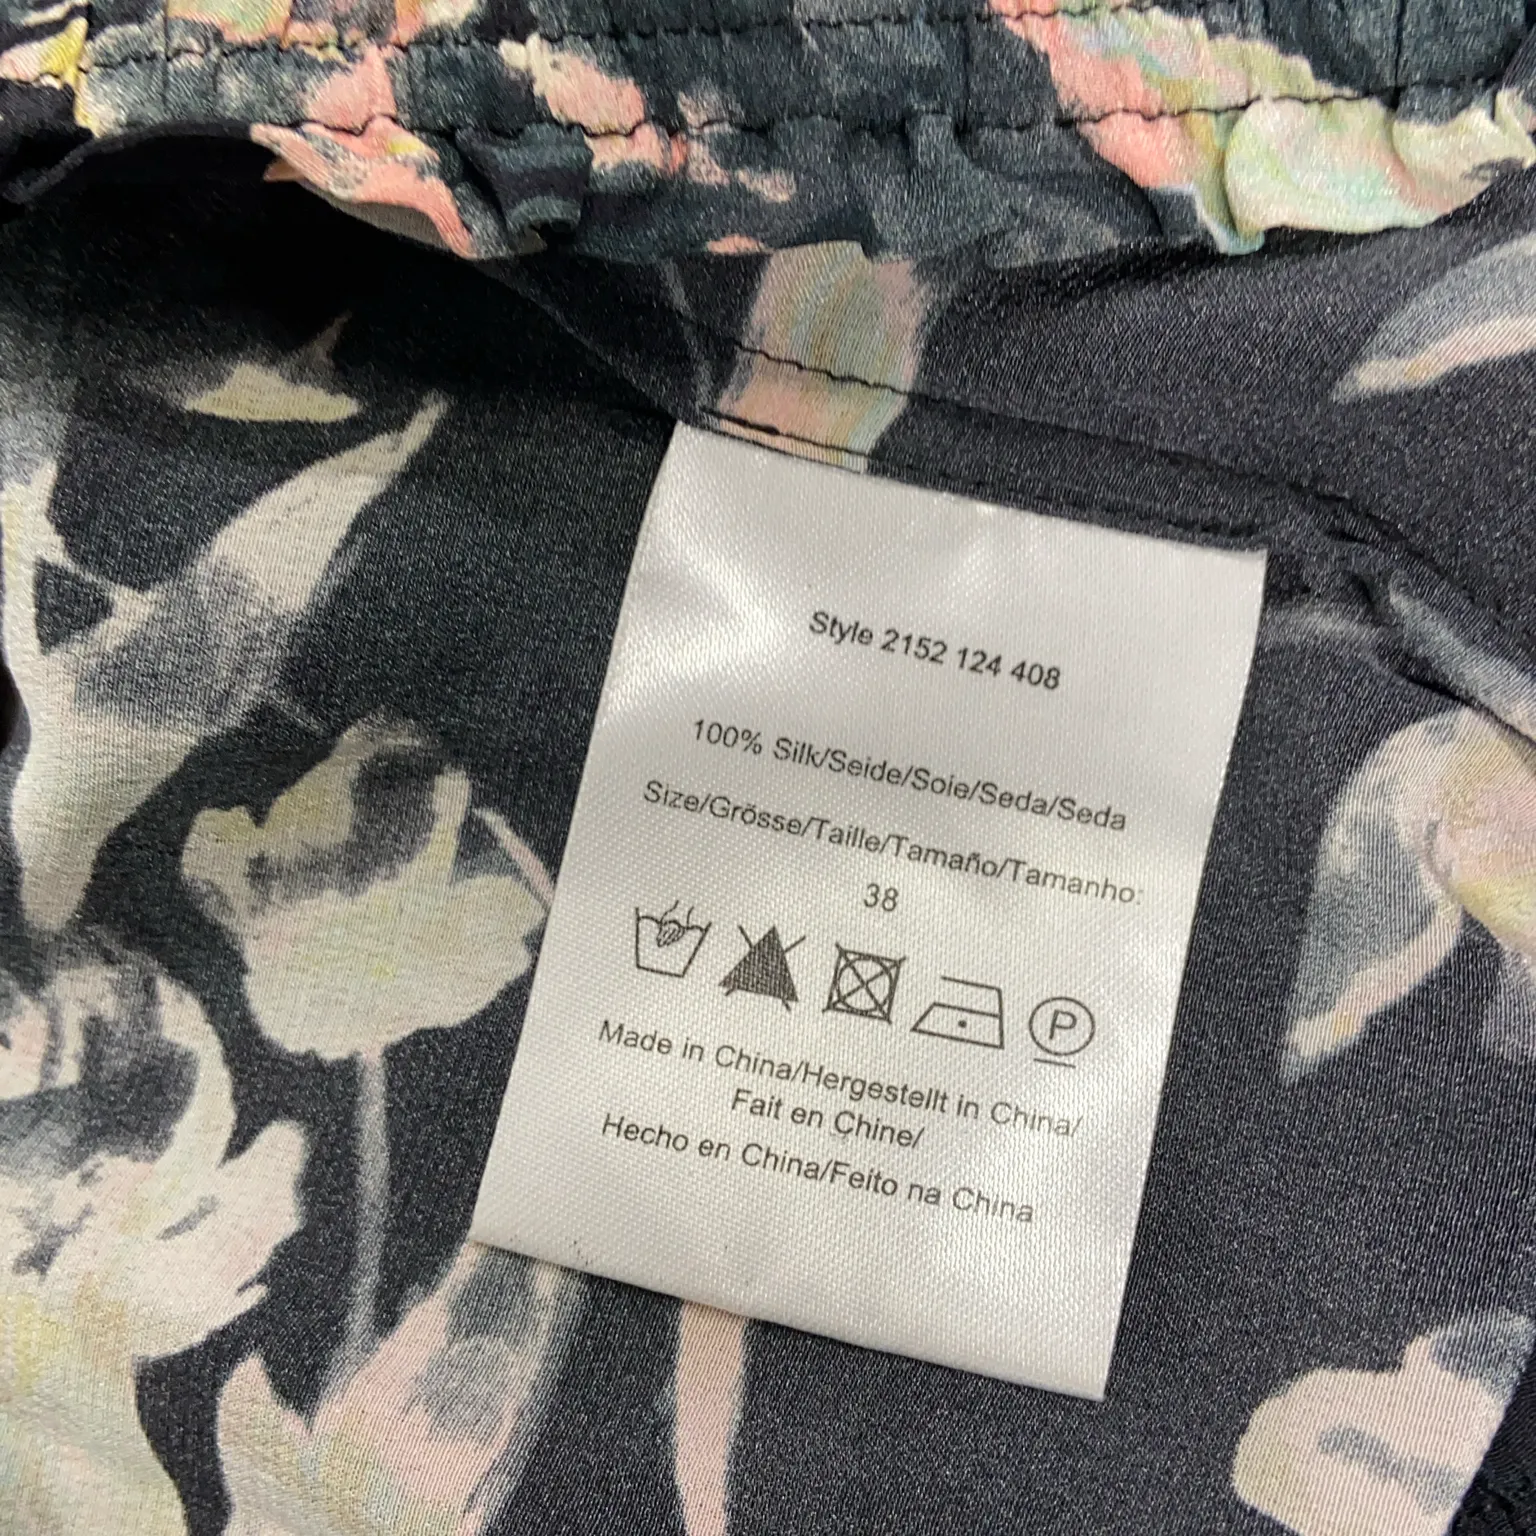 Style 2152 124 408
100% Silk/Seide/Soie/Seda/Seda
Size/Grösse/Taille/Tamaño/Tamanho:
38
P
Made in China/Hergestellt in China/
Fait en Chine/
Hecho en China/Feito na China